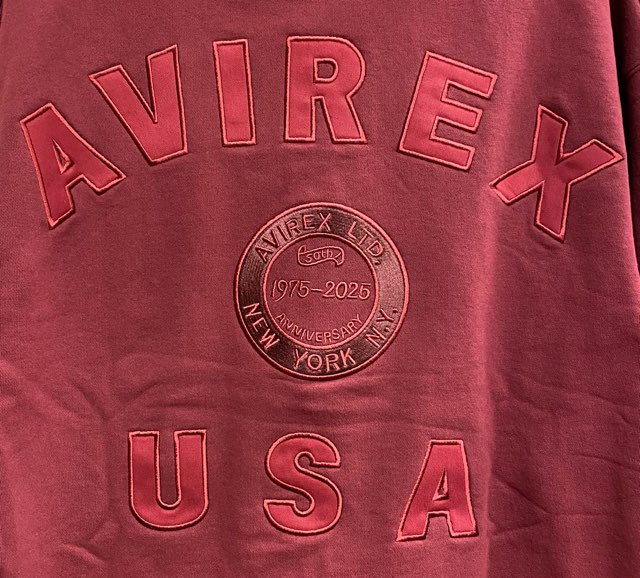 AVIREX
AVIREX LTD.
50th
1975-2025
ANNIVERSARY
NEW YORK N.Y.
USA